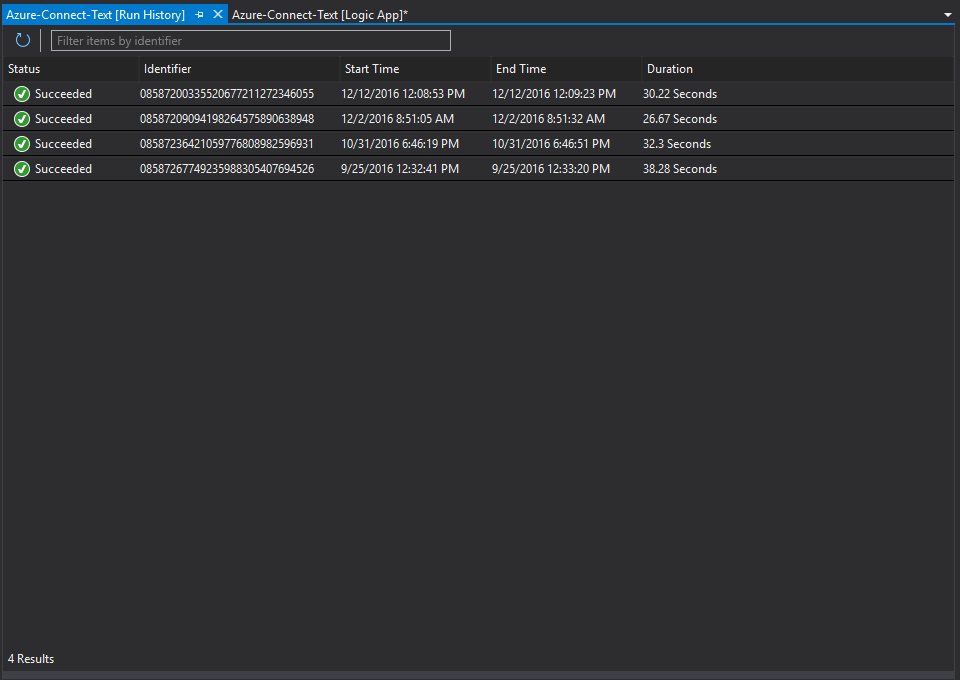 Azure-Connect-Text [Run History] Azure-Connect-Text [Logic App]*
Filter items by identifier
Status Identifier Start Time End Time Duration
Succeeded 08587200335520677211272346055 12/12/2016 12:08:53 PM 12/12/2016 12:09:23 PM 30.22 Seconds
Succeeded 08587209094198264575890638948 12/2/2016 8:51:05 AM 12/2/2016 8:51:32 AM 26.67 Seconds
Succeeded 08587236421059776808982596931 10/31/2016 6:46:19 PM 10/31/2016 6:46:51 PM 32.3 Seconds
Succeeded 08587267749235988305407694526 9/25/2016 12:32:41 PM 9/25/2016 12:33:20 PM 38.28 Seconds
4 Results